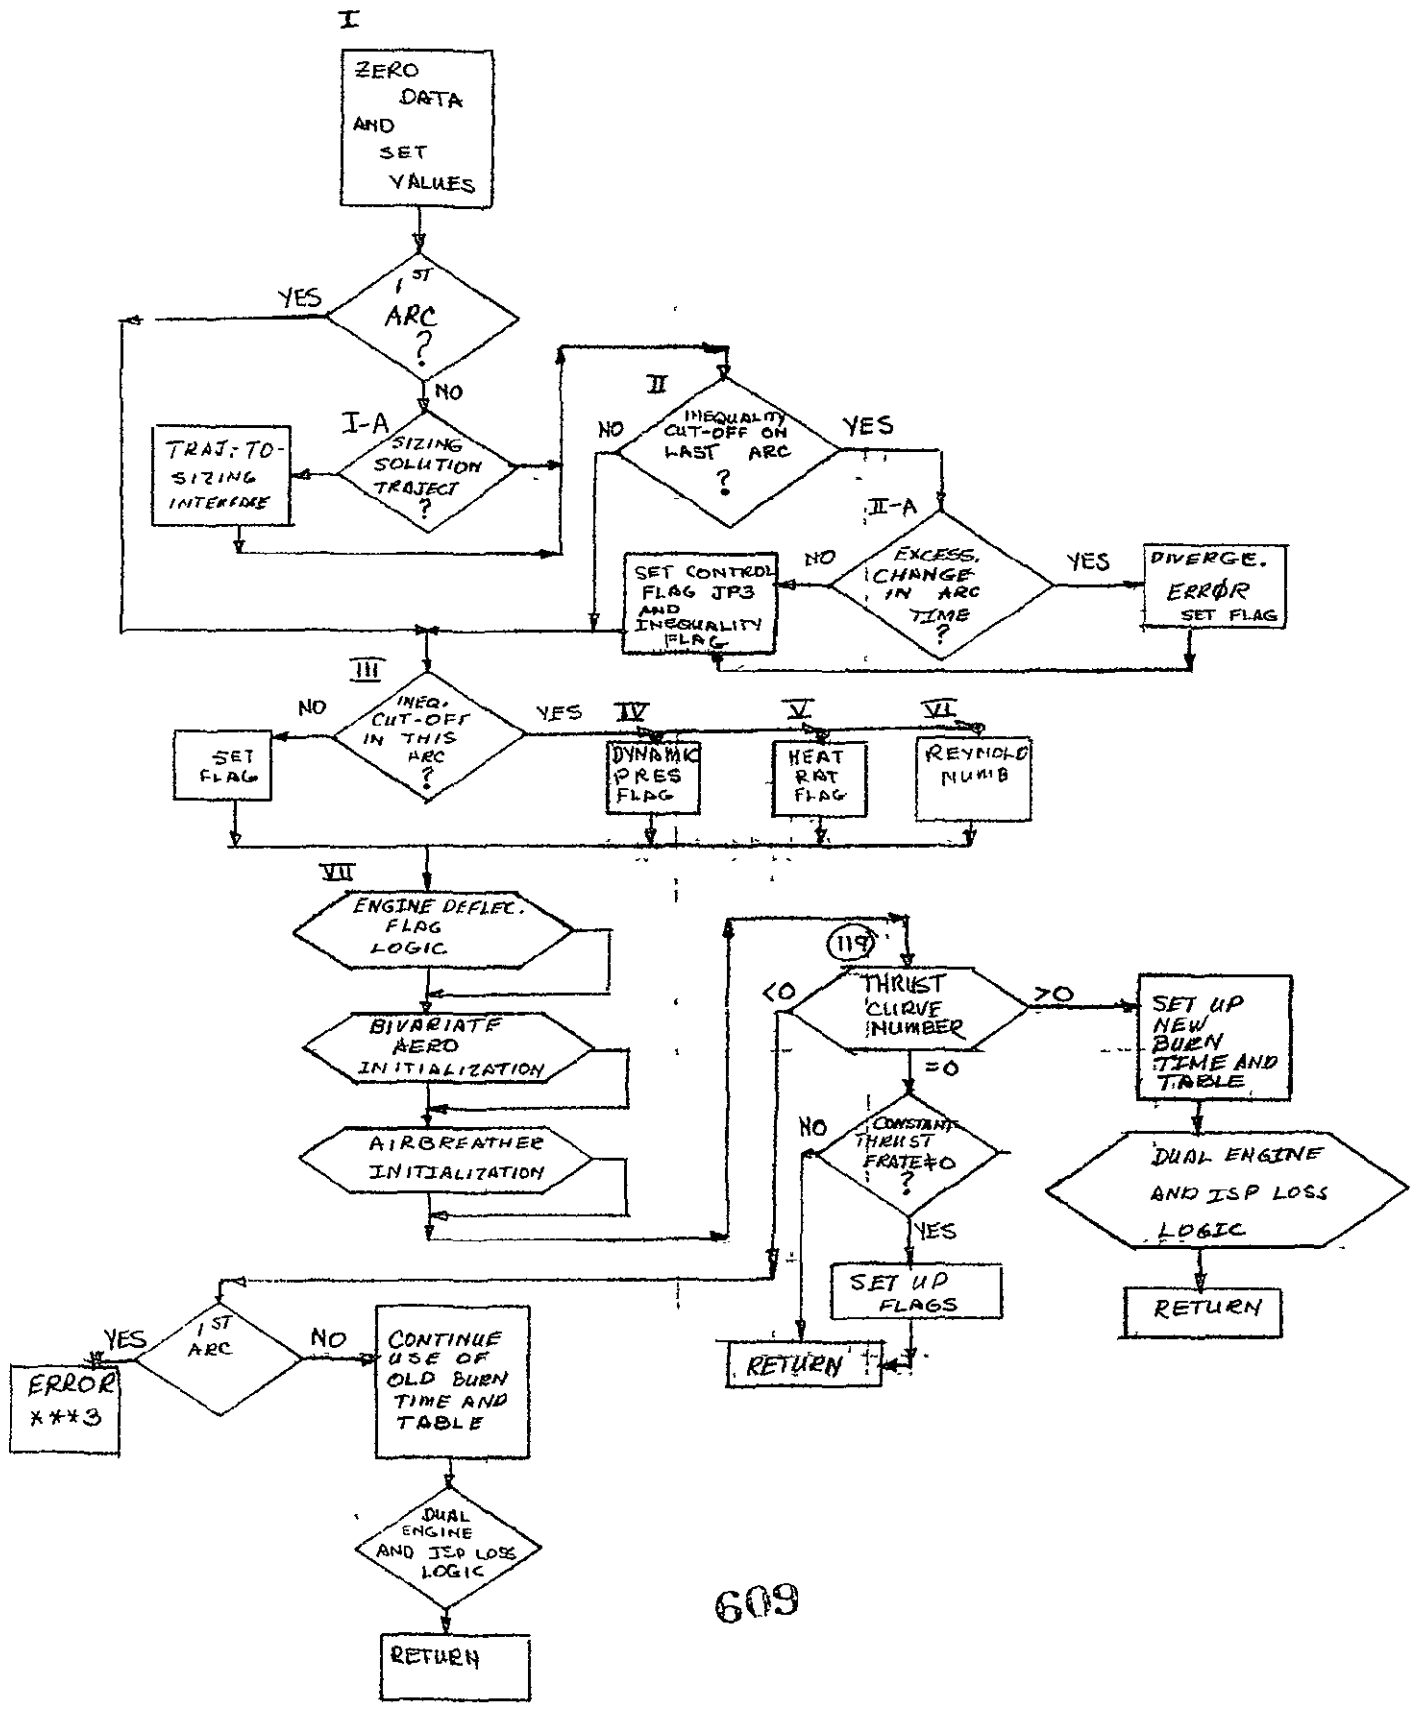 I
ZERO
DATA
AND
SET
VALUES
1ST
ARC
?
YES
NO
I-A
SIZING
SOLUTION
TRAJECT
?
TRAJ.-TO-
SIZING
INTERFACE
II
INEQUALITY
CUT-OFF ON
LAST ARC
?
NO
YES
II-A
EXCESS.
CHANGE
IN ARC
TIME
?
NO
YES
DIVERGE.
ERRØR
SET FLAG
SET CONTROL
FLAG JP3
AND
INEQUALITY
FLAG
III
INEQ.
CUT-OFF
IN THIS
ARC
?
NO
YES
SET
FLAG
IV
DYNAMIC
PRES
FLAG
V
HEAT
RAT
FLAG
VI
REYNOLD
NUMB
VII
ENGINE DEFLEC.
FLAG
LOGIC
BIVARIATE
AERO
INITIALIZATION
AIRBREATHER
INITIALIZATION
119
THRUST
CURVE
NUMBER
<0
>0
=0
SET UP
NEW
BURN
TIME AND
TABLE
DUAL ENGINE
AND ISP LOSS
LOGIC
RETURN
CONSTANT
THRUST
FRATE≠0
?
NO
YES
SET UP
FLAGS
RETURN
1ST
ARC
YES
NO
ERROR
***3
CONTINUE
USE OF
OLD BURN
TIME AND
TABLE
DUAL
ENGINE
AND ISP LOSS
LOGIC
RETURN
609